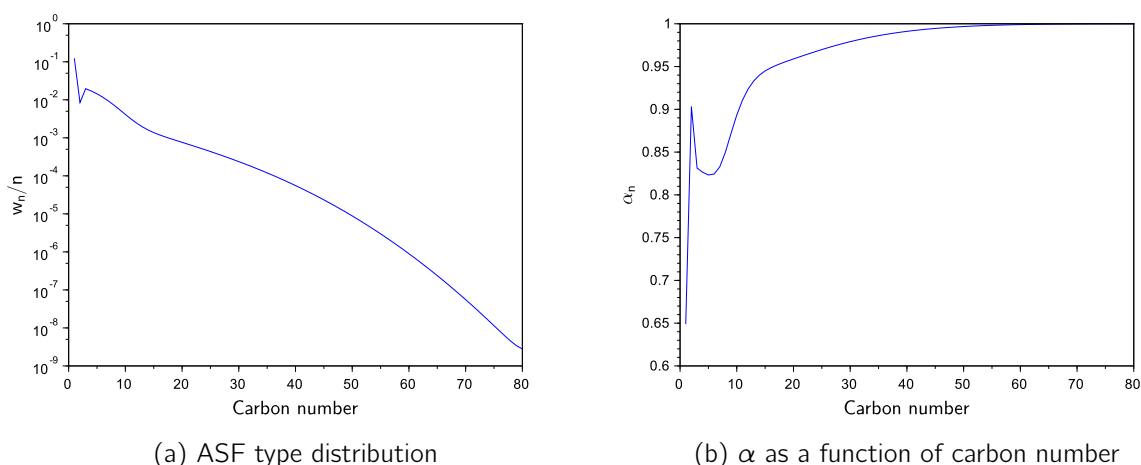 10^0
10^-1
10^-2
10^-3
10^-4
10^-5
10^-6
10^-7
10^-8
10^-9
w_n/n
0 10 20 30 40 50 60 70 80
Carbon number
(a) ASF type distribution
1
0.95
0.9
0.85
0.8
0.75
0.7
0.65
0.6
α_n
0 10 20 30 40 50 60 70 80
Carbon number
(b) α as a function of carbon number